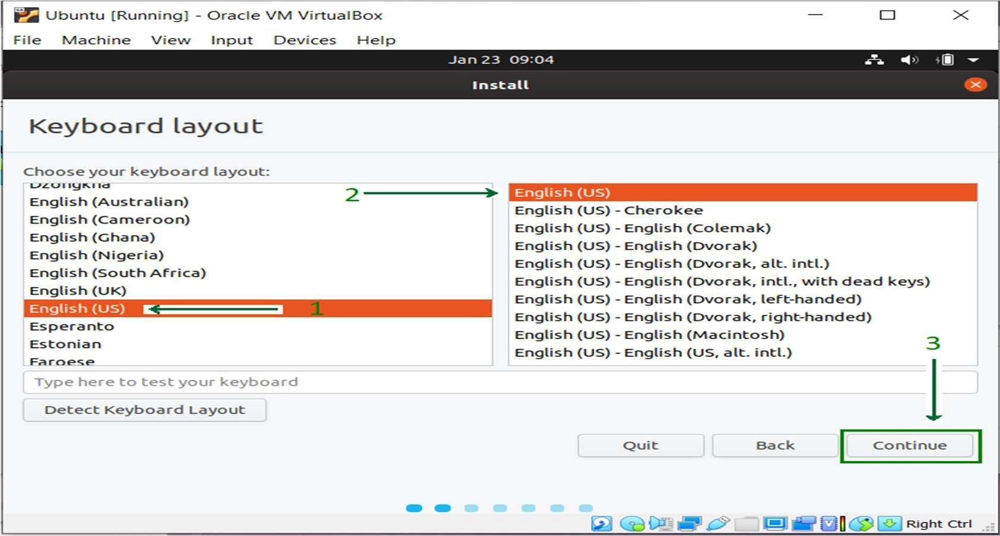 Ubuntu [Running] - Oracle VM VirtualBox
File Machine View Input Devices Help
Jan 23 09:04
Install
Keyboard layout
Choose your keyboard layout:
Dzongkha
English (Australian)
English (Cameroon)
English (Ghana)
English (Nigeria)
English (South Africa)
English (UK)
English (US) 1
Esperanto
Estonian
Faroese
2
English (US)
English (US) - Cherokee
English (US) - English (Colemak)
English (US) - English (Dvorak)
English (US) - English (Dvorak, alt. intl.)
English (US) - English (Dvorak, intl., with dead keys)
English (US) - English (Dvorak, left-handed)
English (US) - English (Dvorak, right-handed)
English (US) - English (Macintosh)
English (US) - English (US, alt. intl.)
3
Type here to test your keyboard
Detect Keyboard Layout
Quit Back Continue
Right Ctrl